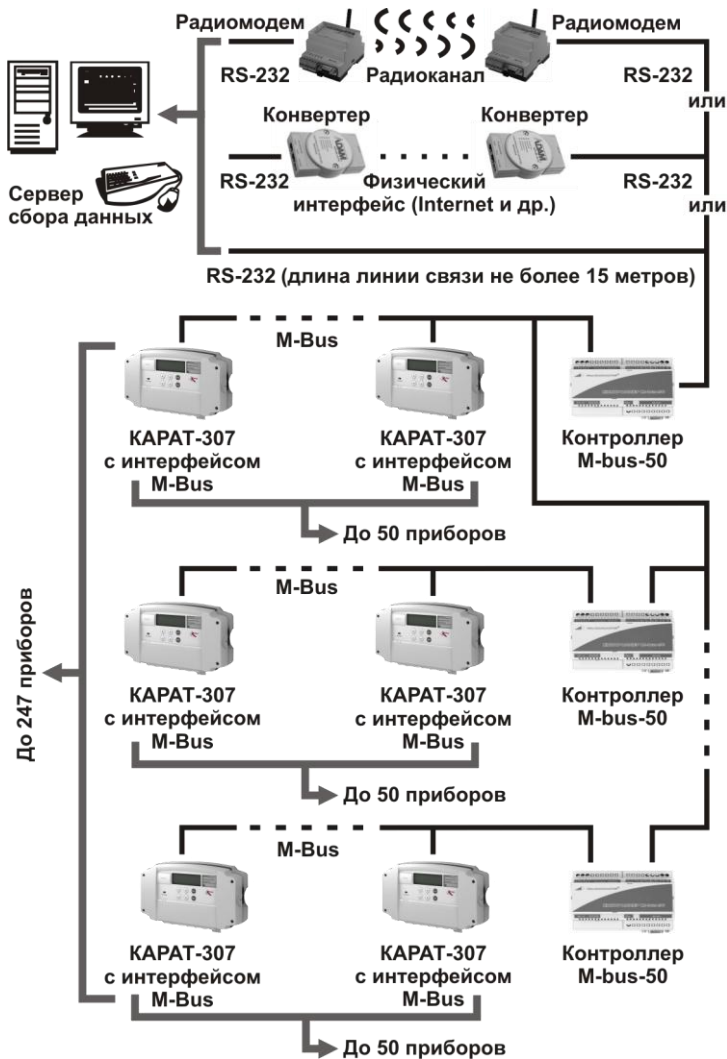 Радиомодем
Радиомодем
RS-232
Радиоканал
RS-232
или
Конвертер
Конвертер
ADAM
ADAM
RS-232
Физический
интерфейс (Internet и др.)
RS-232
или
Сервер
сбора данных
RS-232 (длина линии связи не более 15 метров)
M-Bus
КАРАТ-307
с интерфейсом
M-Bus
КАРАТ-307
с интерфейсом
M-Bus
Контроллер
M-bus-50
До 50 приборов
M-Bus
КАРАТ-307
с интерфейсом
M-Bus
КАРАТ-307
с интерфейсом
M-Bus
Контроллер
M-bus-50
До 50 приборов
До 247 приборов
M-Bus
КАРАТ-307
с интерфейсом
M-Bus
КАРАТ-307
с интерфейсом
M-Bus
Контроллер
M-bus-50
До 50 приборов